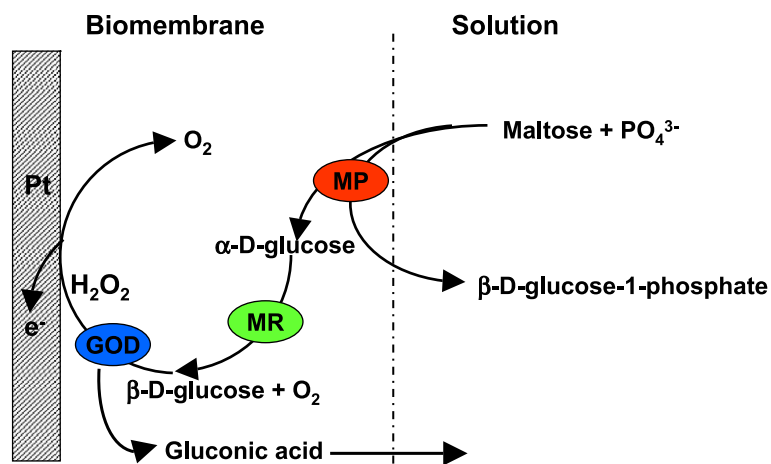 Biomembrane
Solution
Maltose + PO₄³⁻
O₂
MP
Pt
α-D-glucose
H₂O₂
β-D-glucose-1-phosphate
MR
e⁻
GOD
β-D-glucose + O₂
Gluconic acid